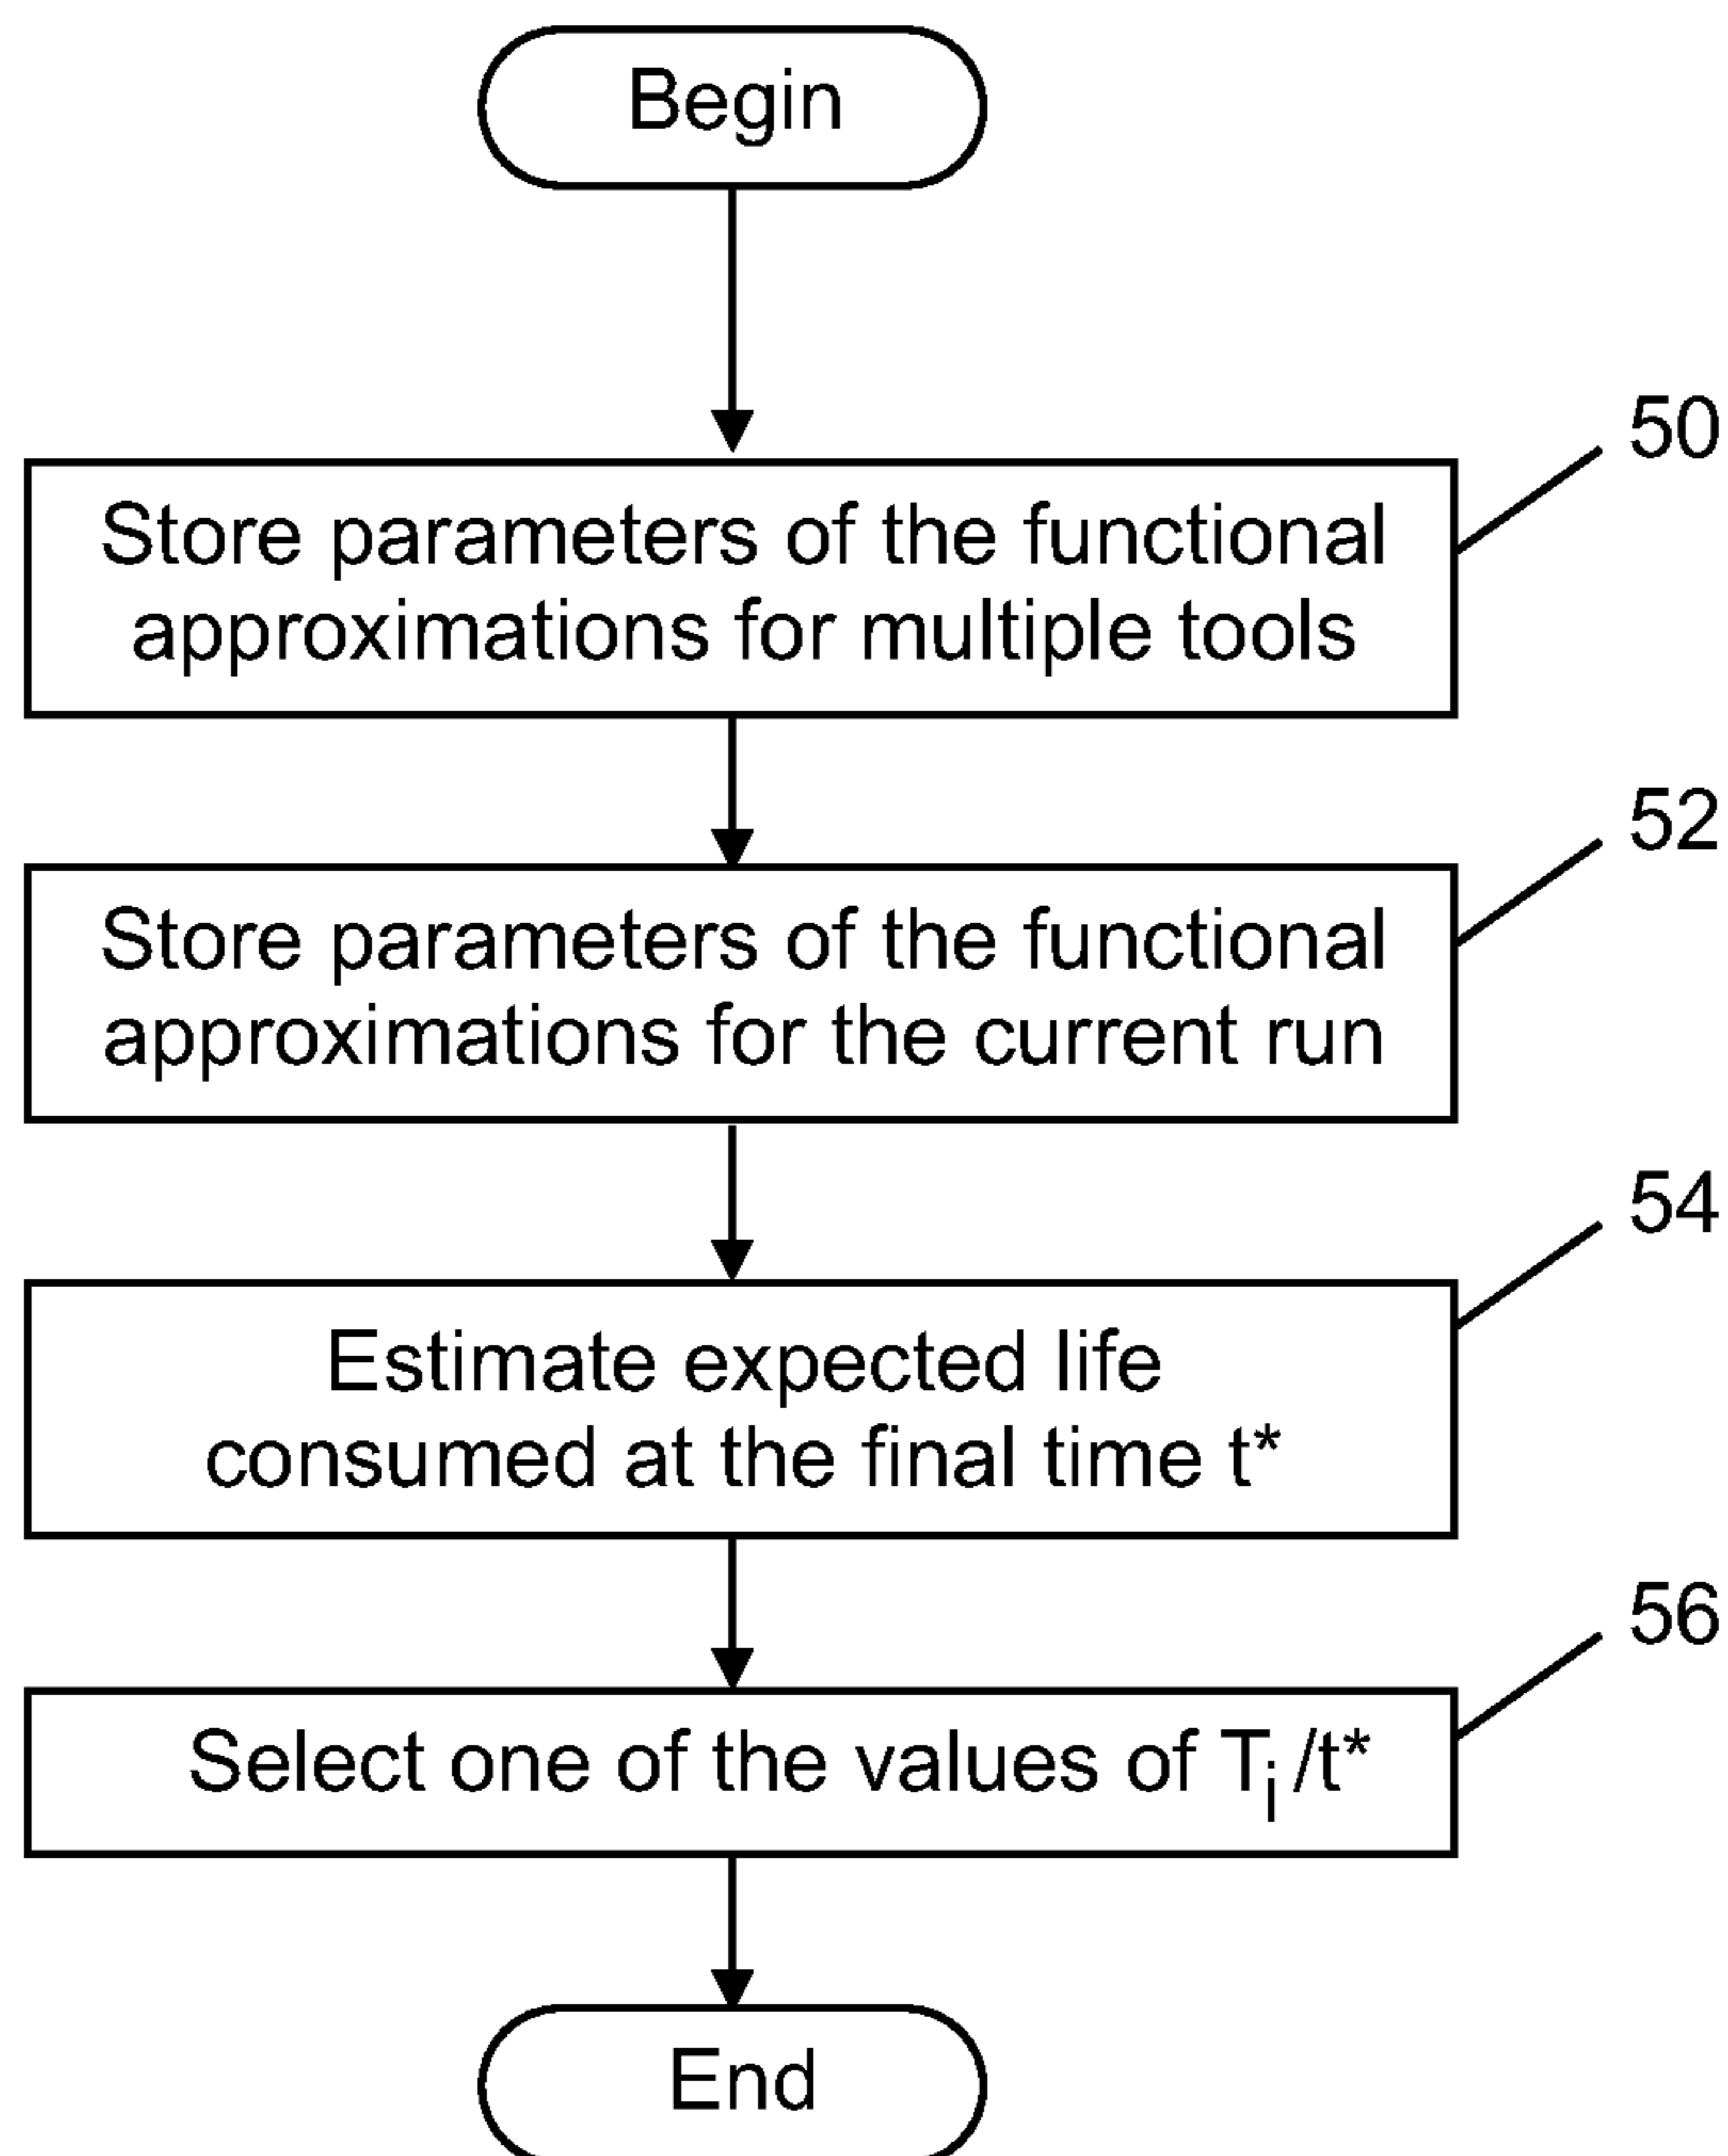 Begin
50
Store parameters of the functional
approximations for multiple tools
52
Store parameters of the functional
approximations for the current run
54
Estimate expected life
consumed at the final time t*
56
Select one of the values of Tᵢ/t*
End